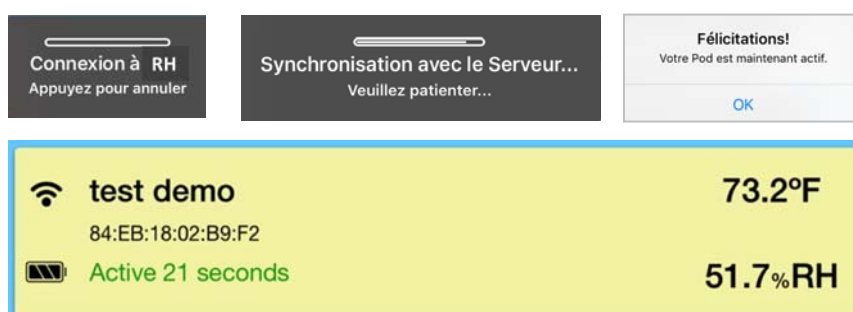 Connexion à RH
Appuyez pour annuler
Synchronisation avec le Serveur...
Veuillez patienter...
Félicitations!
Votre Pod est maintenant actif.
OK
test demo
73.2ºF
84:EB:18:02:B9:F2
Active 21 seconds
51.7%RH